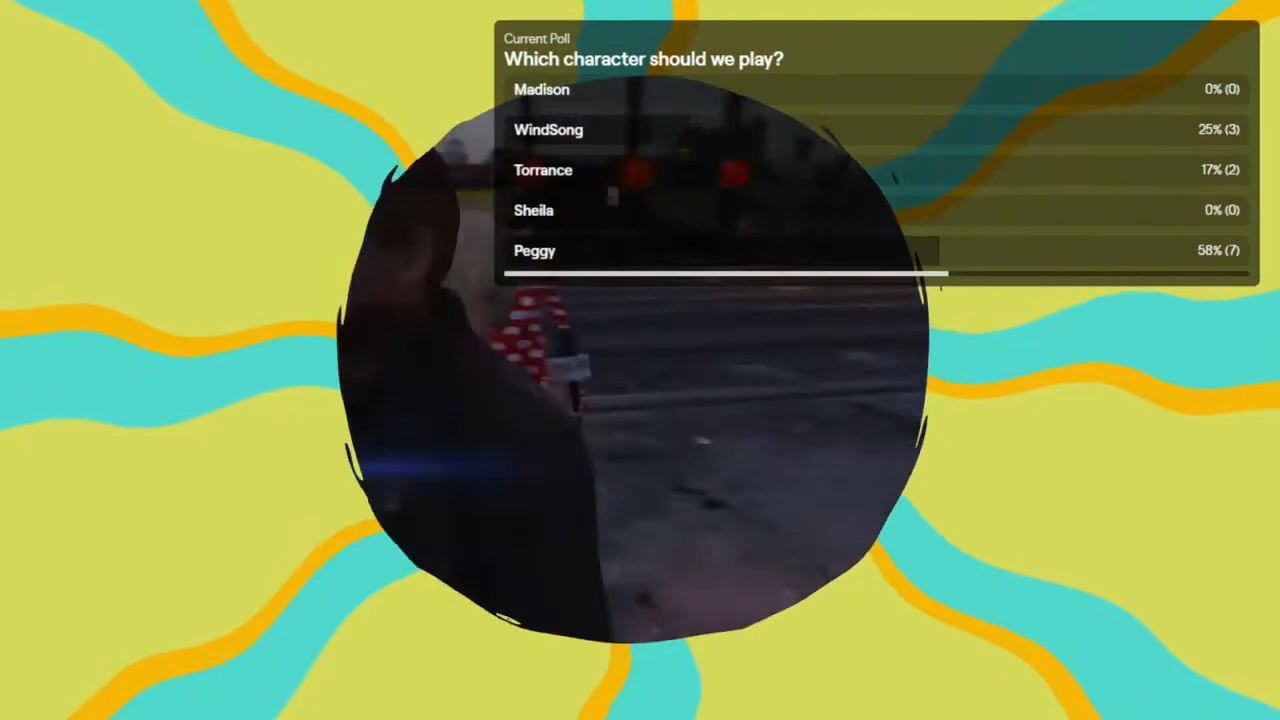 Current Poll
Which character should we play?
Madison 0% (0)
WindSong 25% (3)
Torrance 17% (2)
Sheila 0% (0)
Peggy 58% (7)